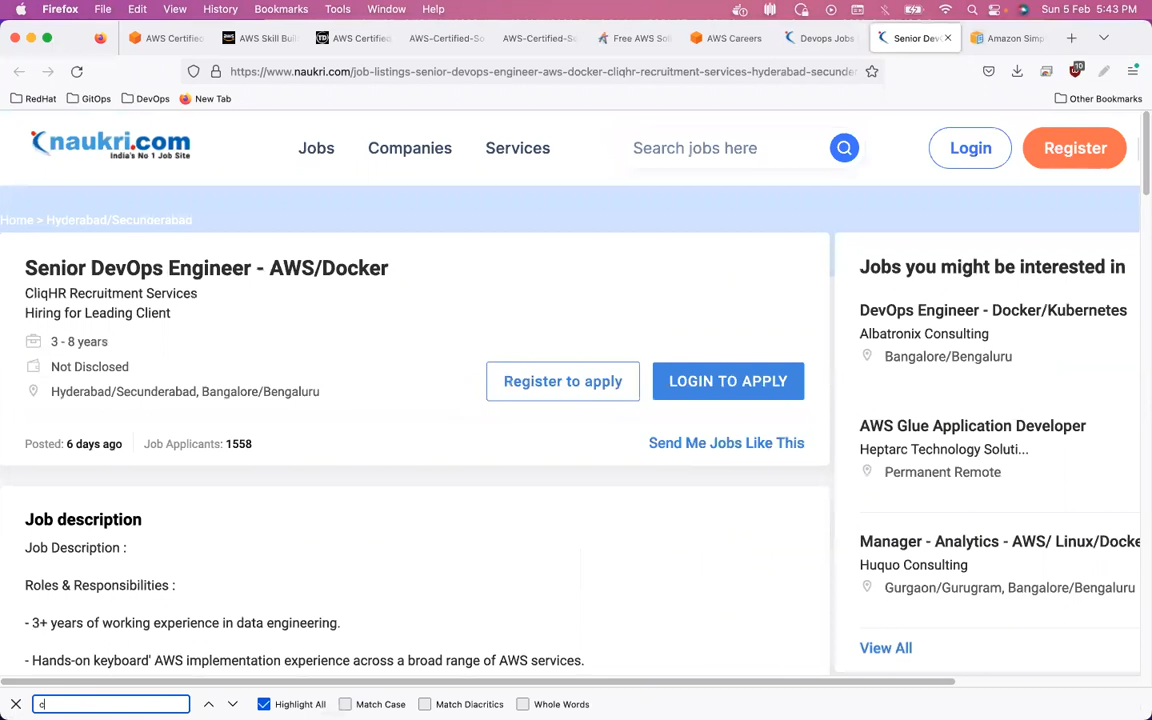 Firefox File Edit View History Bookmarks Tools Window Help Sun 5 Feb 5:43 PM
AWS Certified AWS Skill Buil AWS Certified AWS-Certified-So AWS-Certified-Sa Free AWS Sol AWS Careers Devops Jobs Senior Dev Amazon Simp
https://www.naukri.com/job-listings-senior-devops-engineer-aws-docker-cliqhr-recruitment-services-hyderabad-secunder 10
RedHat GitOps DevOps New Tab Other Bookmarks
naukri.com
India's No 1 Job Site
Jobs Companies Services Search jobs here Login Register
Home > Hyderabad/Secunderabad
Senior DevOps Engineer - AWS/Docker
CliqHR Recruitment Services
Hiring for Leading Client
3 - 8 years
Not Disclosed
Hyderabad/Secunderabad, Bangalore/Bengaluru
Register to apply LOGIN TO APPLY
Posted: 6 days ago Job Applicants: 1558 Send Me Jobs Like This
Job description
Job Description :
Roles & Responsibilities :
- 3+ years of working experience in data engineering.
- Hands-on keyboard' AWS implementation experience across a broad range of AWS services.
Jobs you might be interested in
DevOps Engineer - Docker/Kubernetes
Albatronix Consulting
Bangalore/Bengaluru
AWS Glue Application Developer
Heptarc Technology Soluti...
Permanent Remote
Manager - Analytics - AWS/ Linux/Docke
Huquo Consulting
Gurgaon/Gurugram, Bangalore/Bengaluru
View All
c Highlight All Match Case Match Diacritics Whole Words